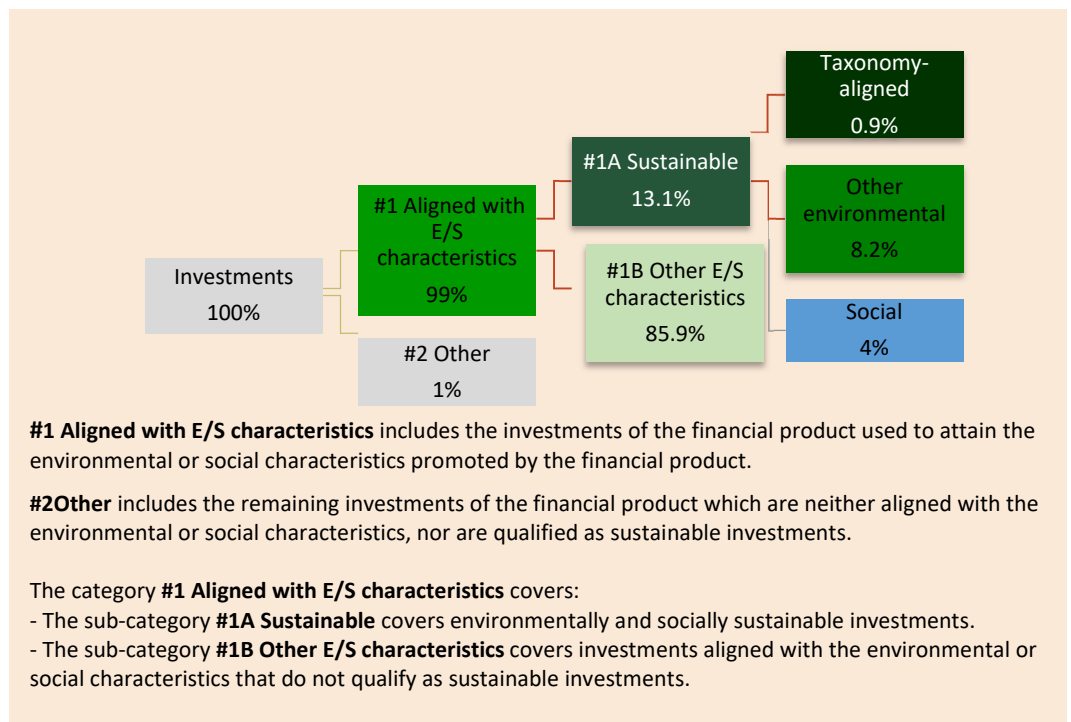 Investments
100%
#1 Aligned with
E/S
characteristics
99%
#2 Other
1%
#1A Sustainable
13.1%
#1B Other E/S
characteristics
85.9%
Taxonomy-
aligned
0.9%
Other
environmental
8.2%
Social
4%
#1 Aligned with E/S characteristics includes the investments of the financial product used to attain the
environmental or social characteristics promoted by the financial product.
#2Other includes the remaining investments of the financial product which are neither aligned with the
environmental or social characteristics, nor are qualified as sustainable investments.
The category #1 Aligned with E/S characteristics covers:
- The sub-category #1A Sustainable covers environmentally and socially sustainable investments.
- The sub-category #1B Other E/S characteristics covers investments aligned with the environmental or
social characteristics that do not qualify as sustainable investments.